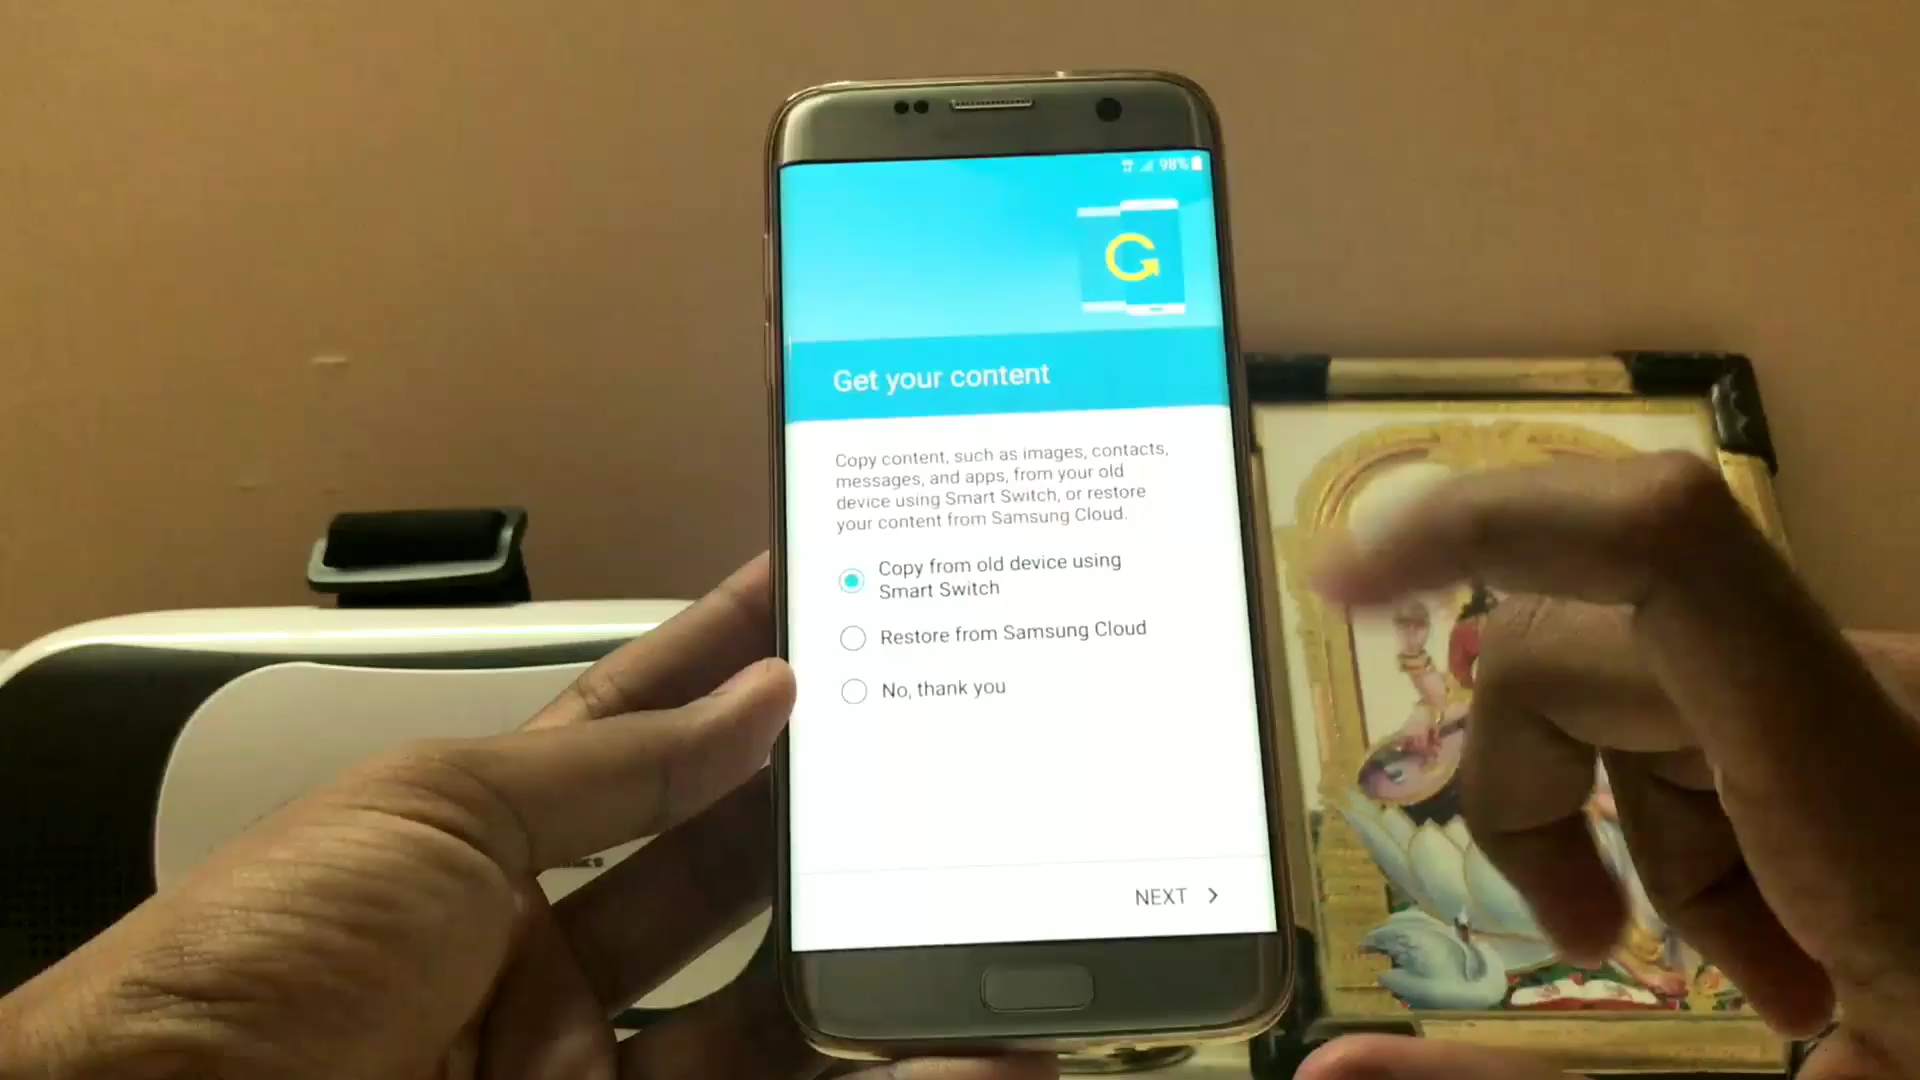 98%
Get your content
Copy content, such as images, contacts,
messages, and apps, from your old
device using Smart Switch, or restore
your content from Samsung Cloud.
Copy from old device using
Smart Switch
Restore from Samsung Cloud
No, thank you
NEXT